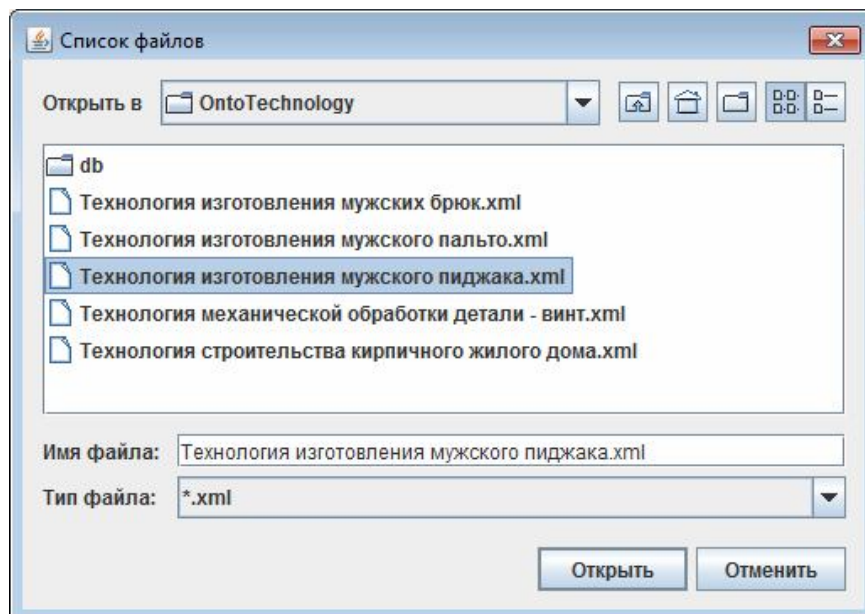 Список файлов
Открыть в OntoTechnology
db
Технология изготовления мужских брюк.xml
Технология изготовления мужского пальто.xml
Технология изготовления мужского пиджака.xml
Технология механической обработки детали - винт.xml
Технология строительства кирпичного жилого дома.xml
Имя файла: Технология изготовления мужского пиджака.xml
Тип файла: *.xml
Открыть Отменить